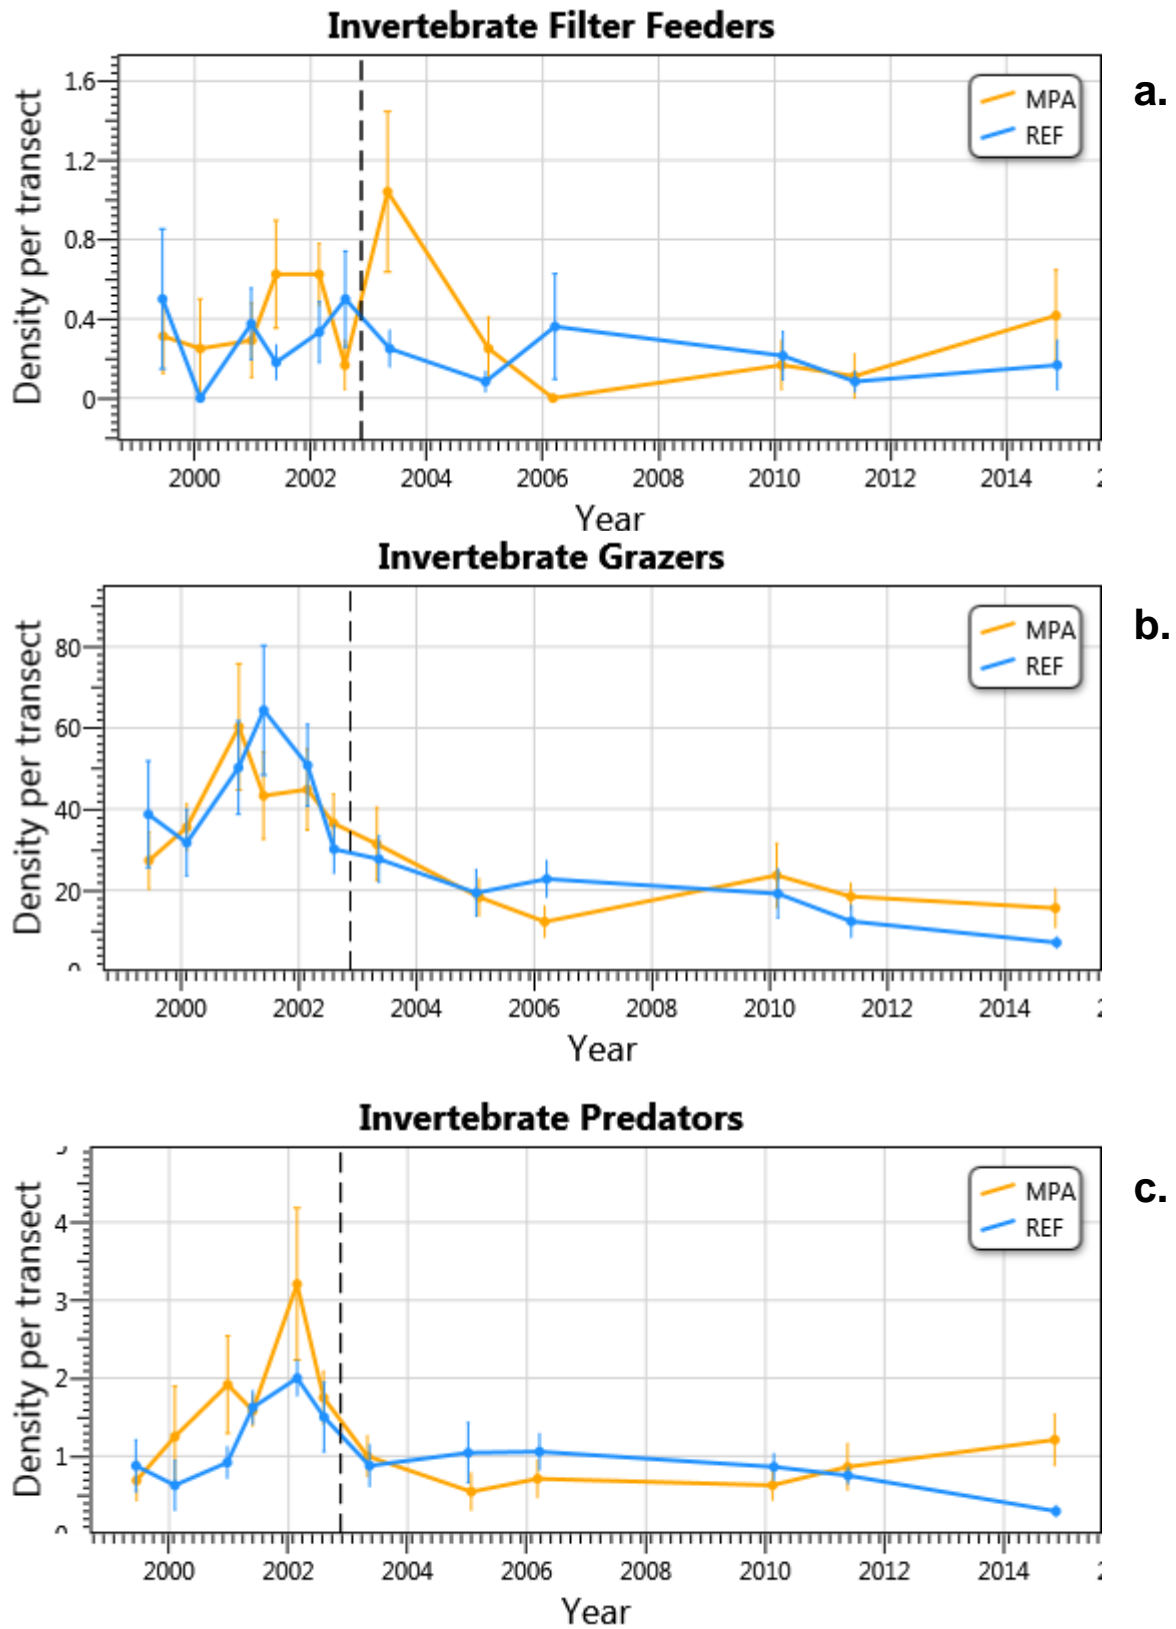 Invertebrate Filter Feeders
a.
MPA
REF
Density per transect
1.6
1.2
0.8
0.4
0
2000 2002 2004 2006 2008 2010 2012 2014
Year
Invertebrate Grazers
b.
MPA
REF
Density per transect
80
60
40
20
2000 2002 2004 2006 2008 2010 2012 2014
Year
Invertebrate Predators
c.
MPA
REF
Density per transect
4
3
2
1
2000 2002 2004 2006 2008 2010 2012 2014
Year